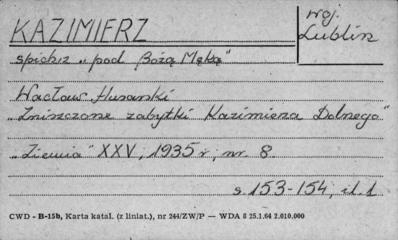 KAZIMIERZ
woj.
Lublin
spichrz „pod Bożą Męką"
Wacław Husarski
„Zniszczone zabytki Kazimierza Dolnego"
„Ziemia" XXV, 1935 r, nr. 8
s. 153-154, il. 1
CWD - B-15b, Karta katal. (z liniat.), nr 244/ZW/P — WDA 8 25.1.64 2.010.000